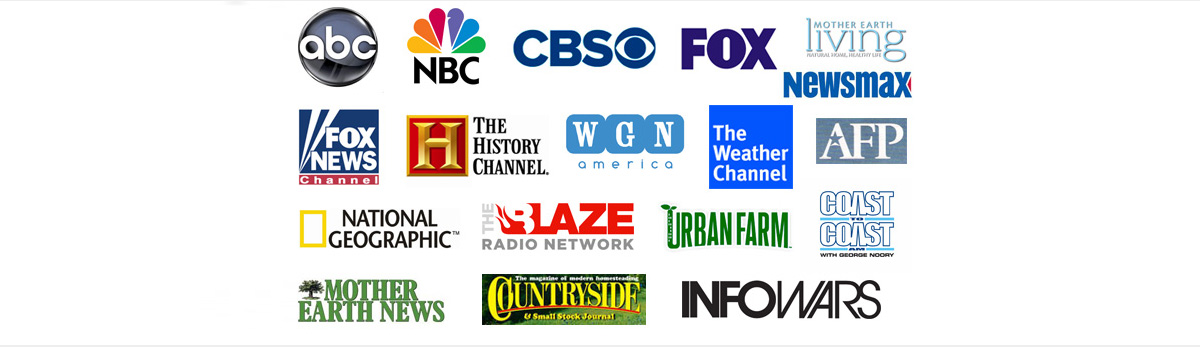 abc
NBC
CBS
FOX
MOTHER EARTH
living
NATURAL HOME, HEALTHY LIFE
Newsmax
FOX
NEWS
Channel
H
THE
HISTORY
CHANNEL.
WGN
america
The
Weather
Channel
AFP
NATIONAL
GEOGRAPHIC™
THE BLAZE
RADIO NETWORK
URBAN FARM™
COAST
TO
COAST
AM
WITH GEORGE NOORY
MOTHER
EARTH NEWS
The magazine of modern homesteading
COUNTRYSIDE
& Small Stock Journal
INFOWARS